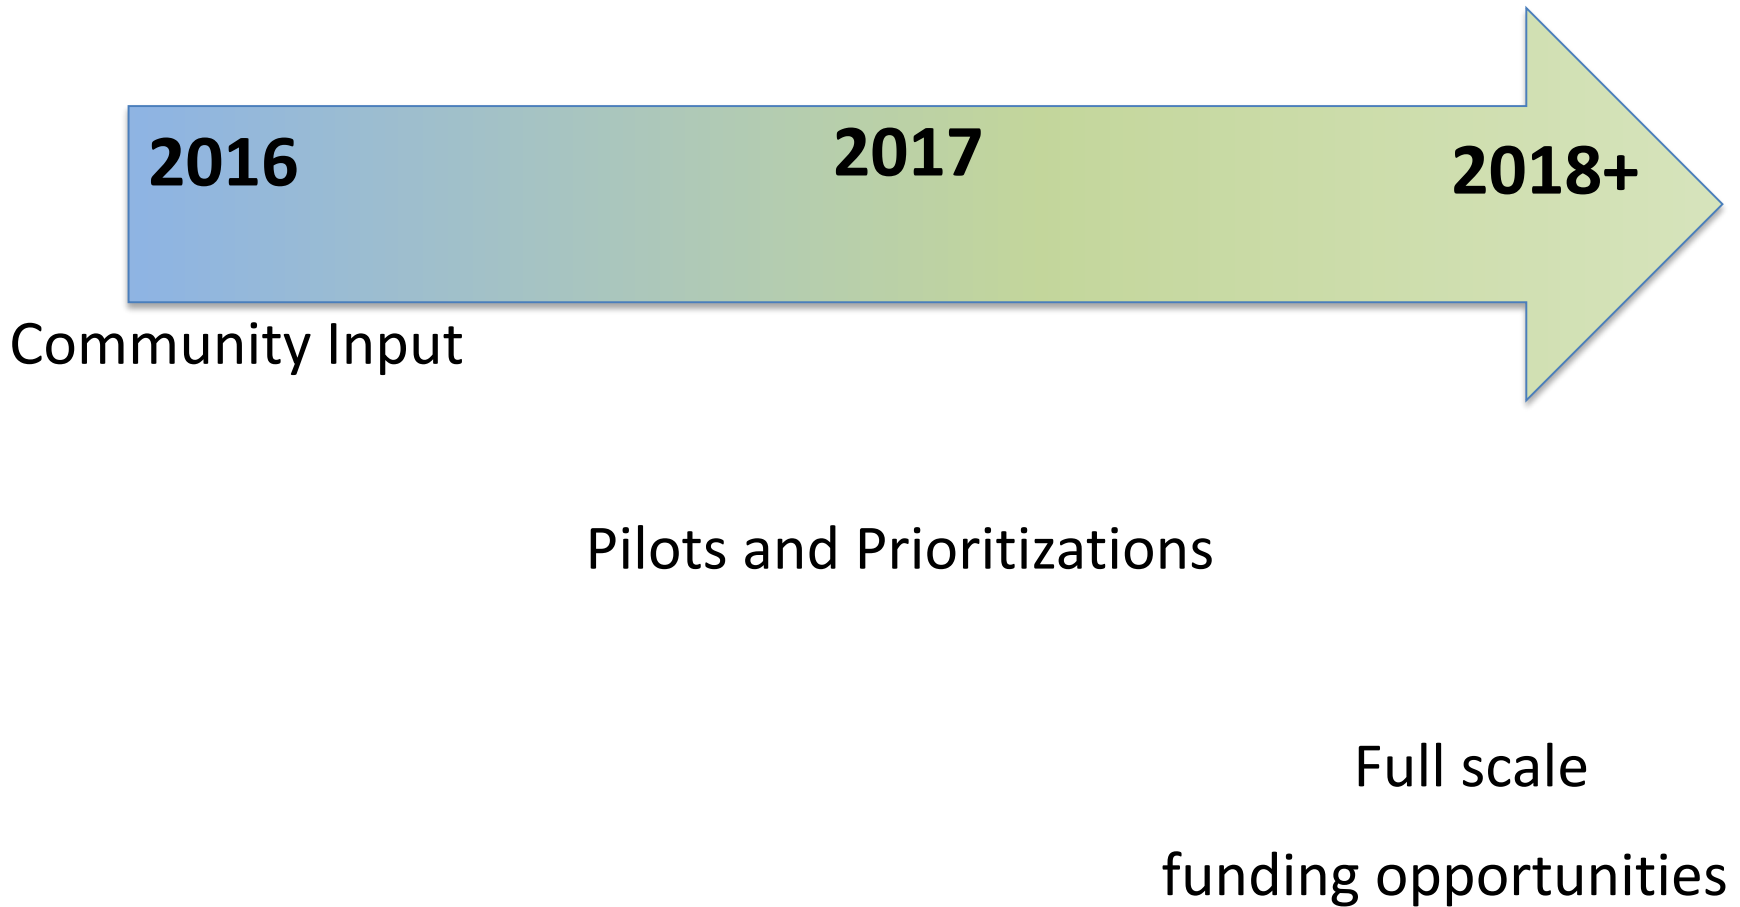 2016
2017
2018+
Community Input
Pilots and Prioritizations
Full scale
funding opportunities